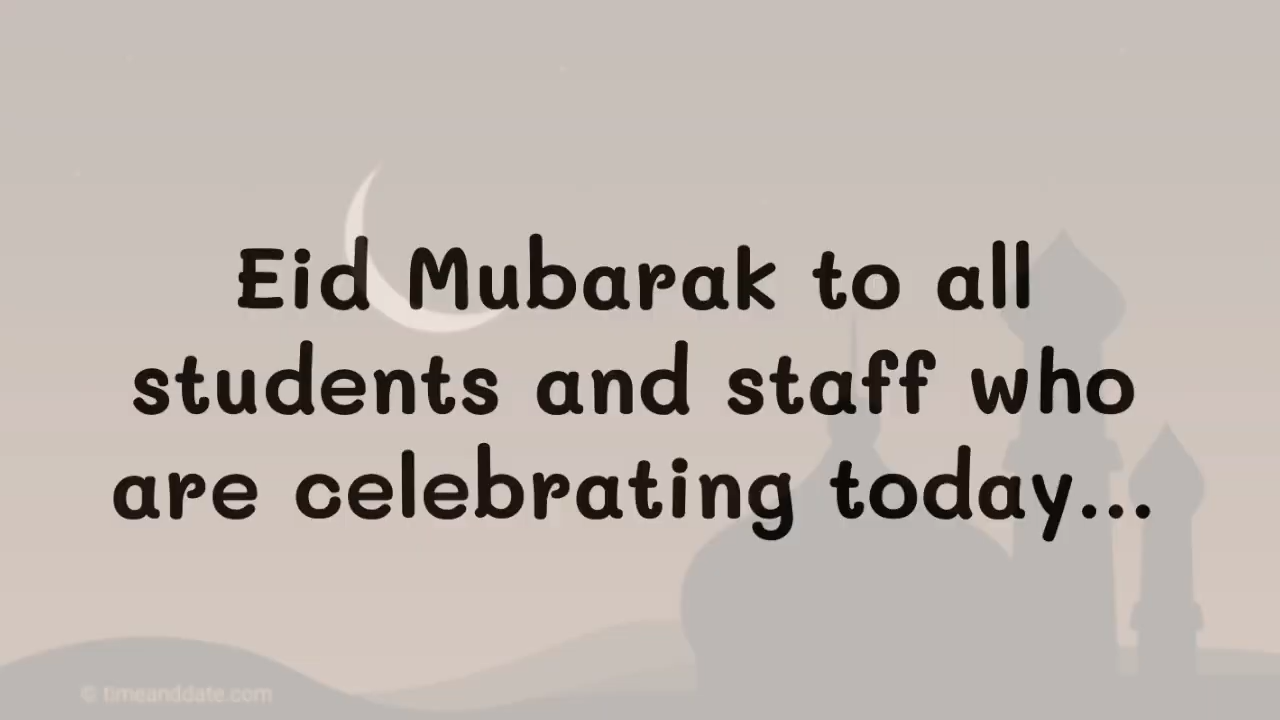 Eid Mubarak to all
students and staff who
are celebrating today...
© timeanddate.com